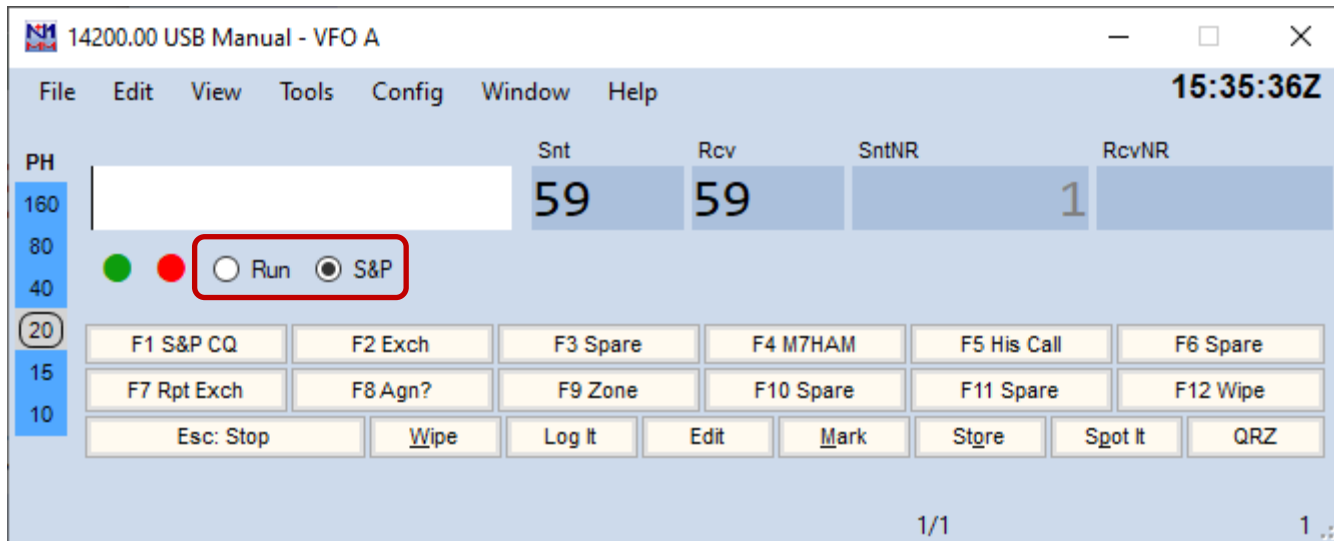 N1 MM 14200.00 USB Manual - VFO A
File Edit View Tools Config Window Help 15:35:36Z
Snt Rcv SntNR RcvNR
PH
59 59 1
160
80
Run S&P
40
20
F1 S&P CQ F2 Exch F3 Spare F4 M7HAM F5 His Call F6 Spare
15
F7 Rpt Exch F8 Agn? F9 Zone F10 Spare F11 Spare F12 Wipe
10
Esc: Stop Wipe Log It Edit Mark Store Spot It QRZ
1/1 1